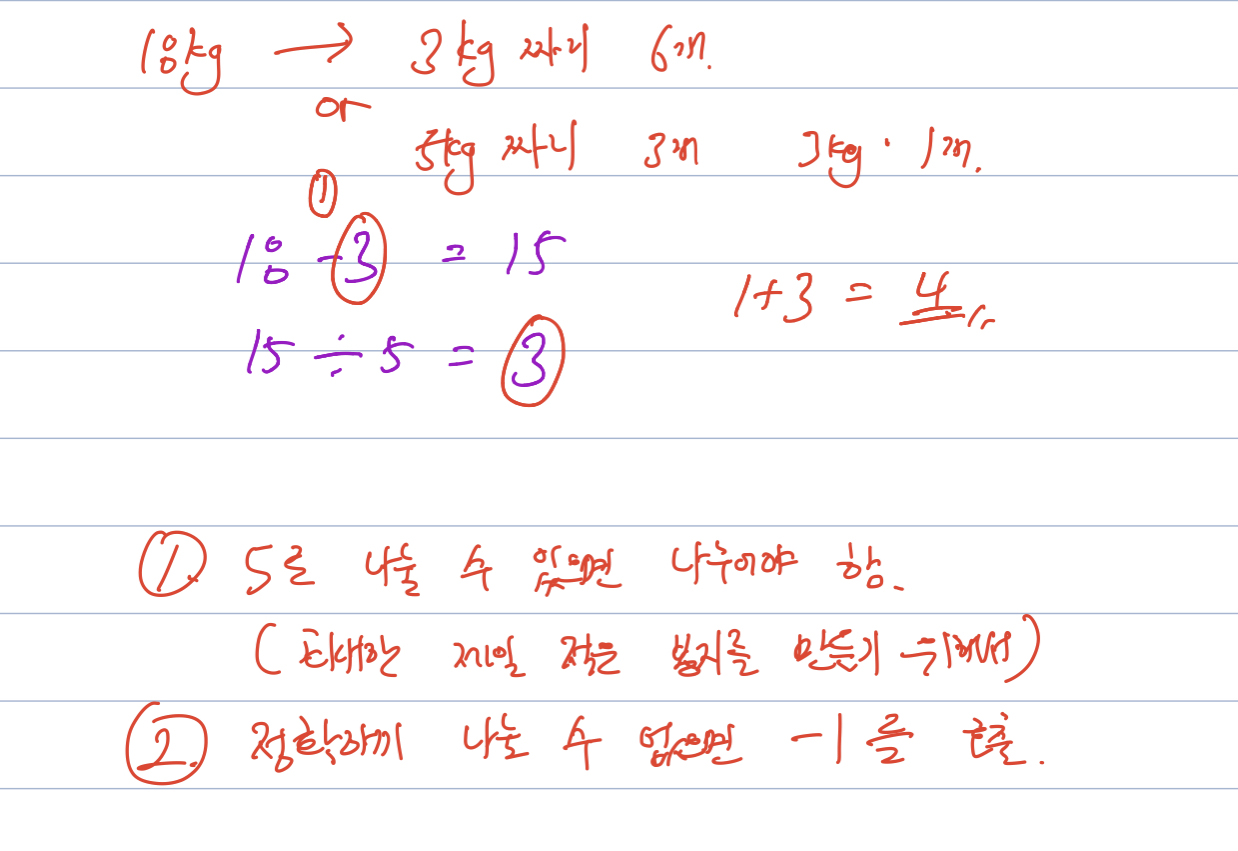 18kg → 3kg 짜리 6개.
or
5kg 짜리 3개 3kg · 1개.
①
18 - 3 = 15
1+3 = 4
15 ÷ 5 = 3
①. 5로 나눌 수 있으면 나누어야 함.
(최대한 제일 적은 봉지를 만들기 위해서)
②. 정확하게 나눌 수 없으면 -1를 출출.